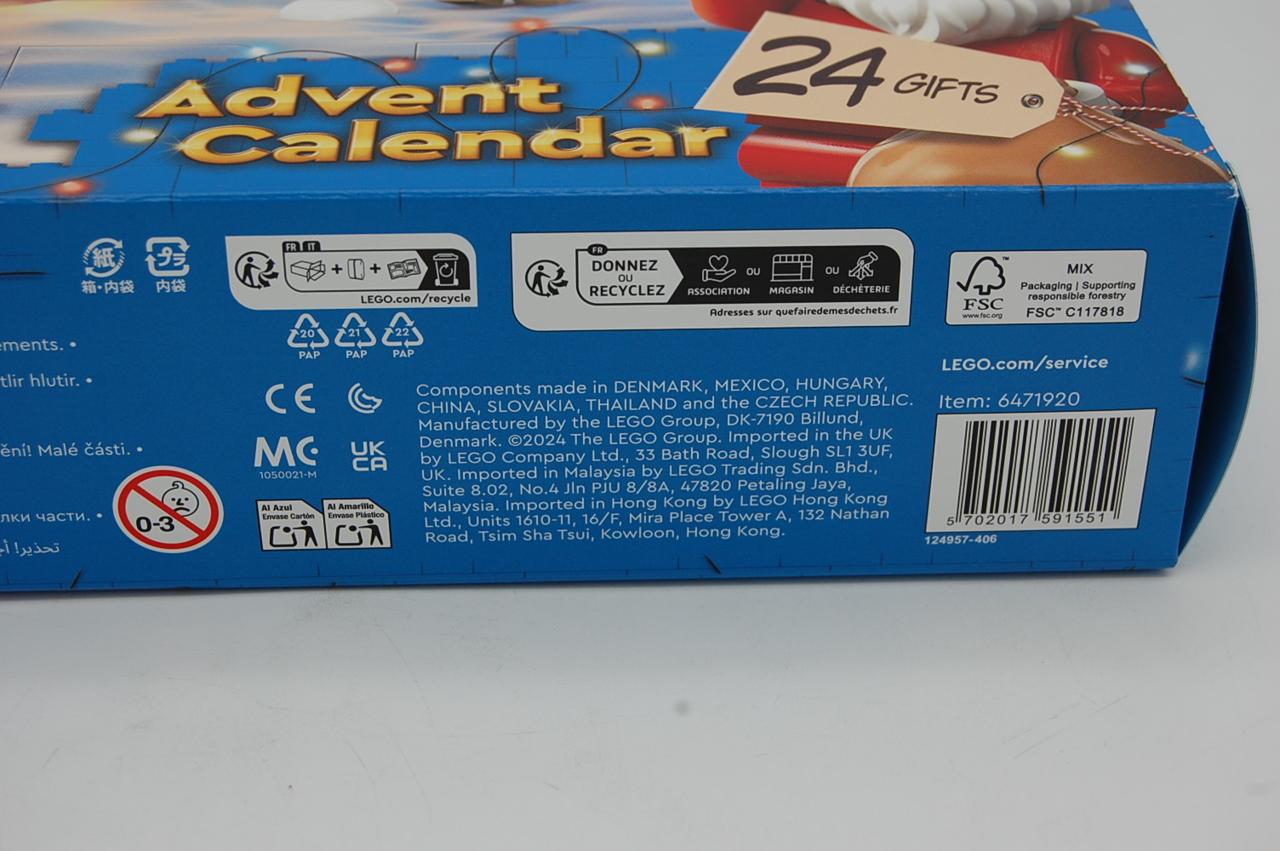 Advent
Calendar
24 GIFTS
紙
箱・内袋
プラ
内袋
FR IT
LEGO.com/recycle
20
PAP
21
PAP
22
PAP
FR
DONNEZ
OU
RECYCLEZ
ASSOCIATION
OU
MAGASIN
OU
DÉCHÈTERIE
Adresses sur quefairedemesdechets.fr
FSC
www.fsc.org
MIX
Packaging | Supporting
responsible forestry
FSC™ C117818
ements. •
tlir hlutir. •
ění! Malé části. •
лки части. •
تحذير!
0-3
CE
MC
1050021-M
UK
CA
Al Azul
Envase Cartón
Al Amarillo
Envase Plástico
Components made in DENMARK, MEXICO, HUNGARY,
CHINA, SLOVAKIA, THAILAND and the CZECH REPUBLIC.
Manufactured by the LEGO Group, DK-7190 Billund,
Denmark. ©2024 The LEGO Group. Imported in the UK
by LEGO Company Ltd., 33 Bath Road, Slough SL1 3UF,
UK. Imported in Malaysia by LEGO Trading Sdn. Bhd.,
Suite 8.02, No.4 Jln PJU 8/8A, 47820 Petaling Jaya,
Malaysia. Imported in Hong Kong by LEGO Hong Kong
Ltd., Units 1610-11, 16/F, Mira Place Tower A, 132 Nathan
Road, Tsim Sha Tsui, Kowloon, Hong Kong.
LEGO.com/service
Item: 6471920
5 702017 591551
124957-406